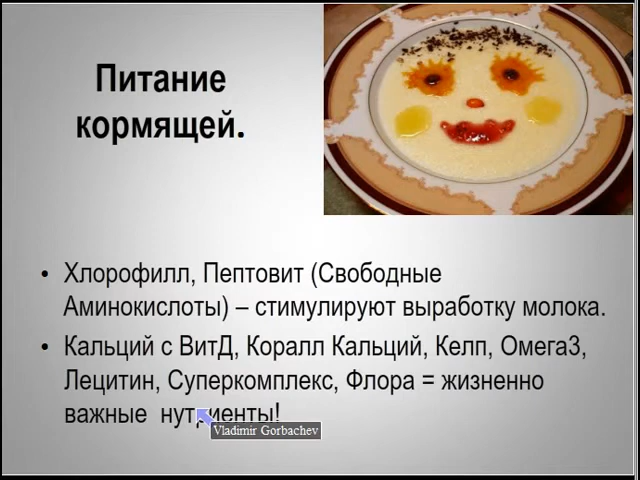 Питание
кормящей.
• Хлорофилл, Пептовит (Свободные
Аминокислоты) – стимулируют выработку молока.
• Кальций с ВитД, Коралл Кальций, Келп, Омега3,
Лецитин, Суперкомплекс, Флора = жизненно
важные нутриенты!
Vladimir Gorbachev